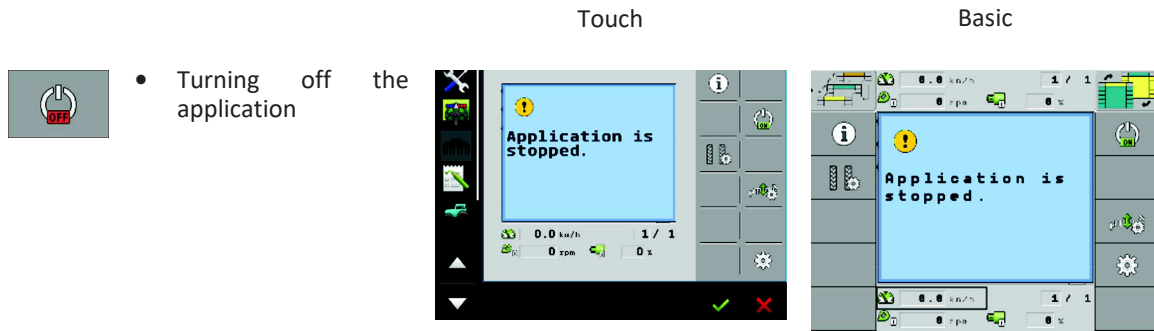 Touch
Basic
OFF
• Turning off the
application
Application is
stopped.
ON
0.0 km/h 1 / 1
0 rpm 0 %
0.0 km/h 1 / 1
0 rpm 0 %
Application is
stopped.
ON
0.0 km/h 1 / 1
0 rpm 0 %